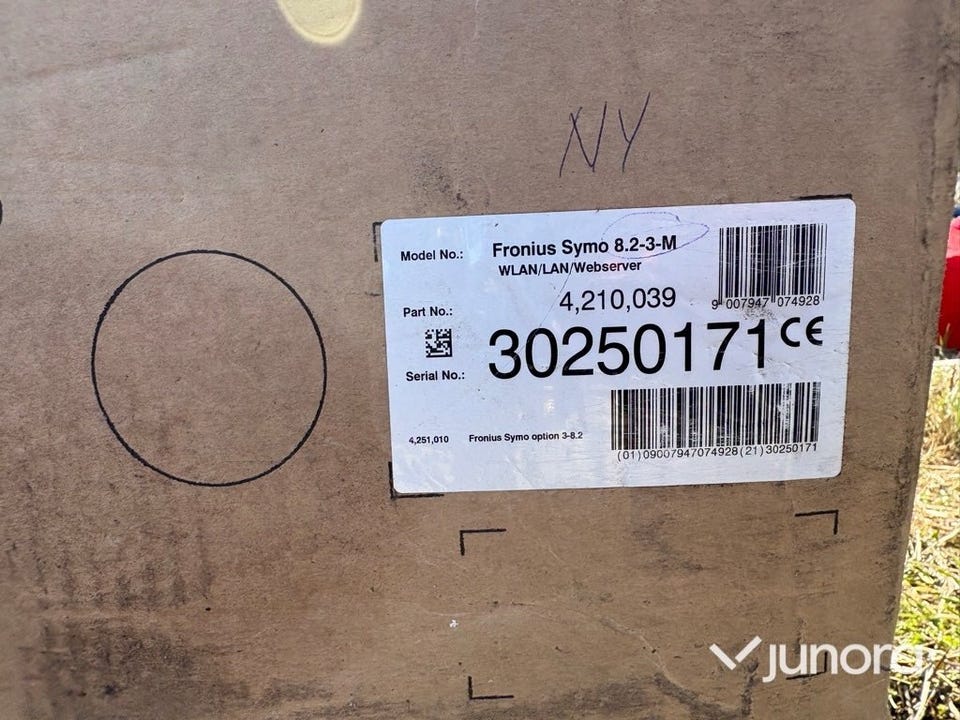 NY
Model No.: Fronius Symo 8.2-3-M
WLAN/LAN/Webserver
Part No.: 4,210,039
9 007947 074928
Serial No.: 30250171 CE
4,251,010 Fronius Symo option 3-8.2
(01)09007947074928(21)30250171
junora